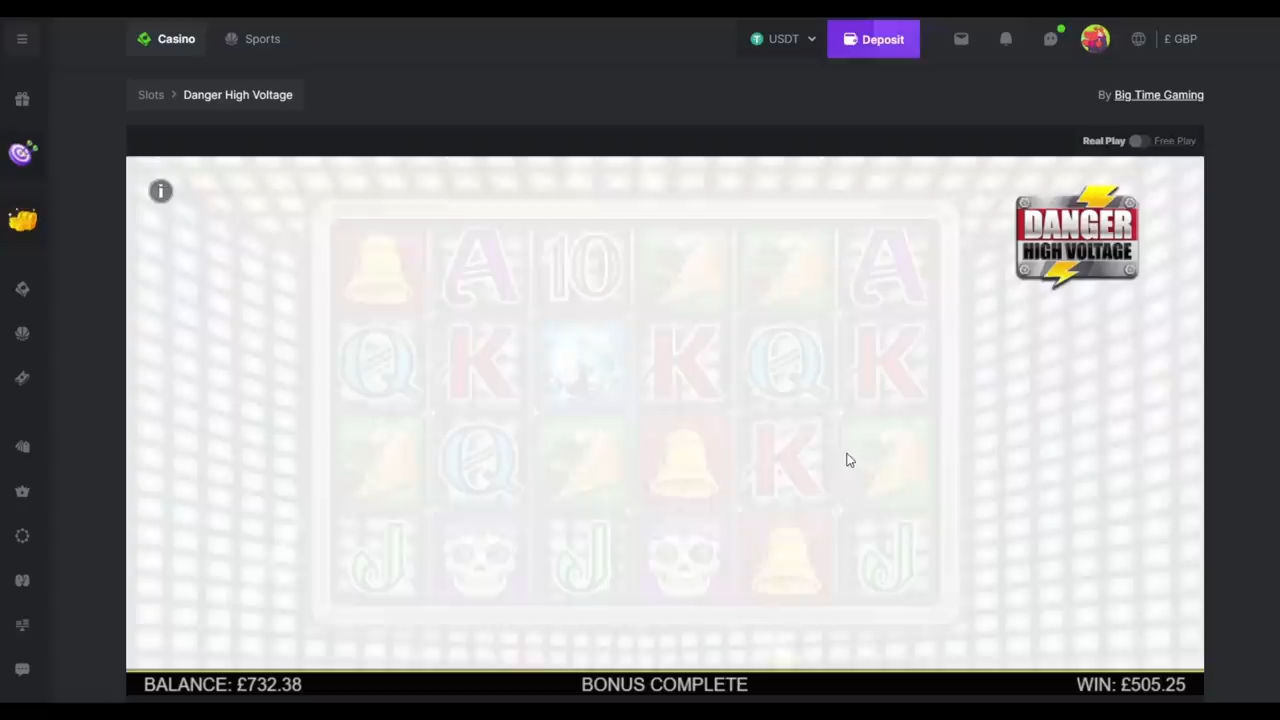 Casino
Sports
USDT
Deposit
£ GBP
Slots > Danger High Voltage
By Big Time Gaming
Real Play
Free Play
i
DANGER
HIGH VOLTAGE
A 10 A
Q K K Q K
Q K
J J J
BALANCE: £732.38
BONUS COMPLETE
WIN: £505.25